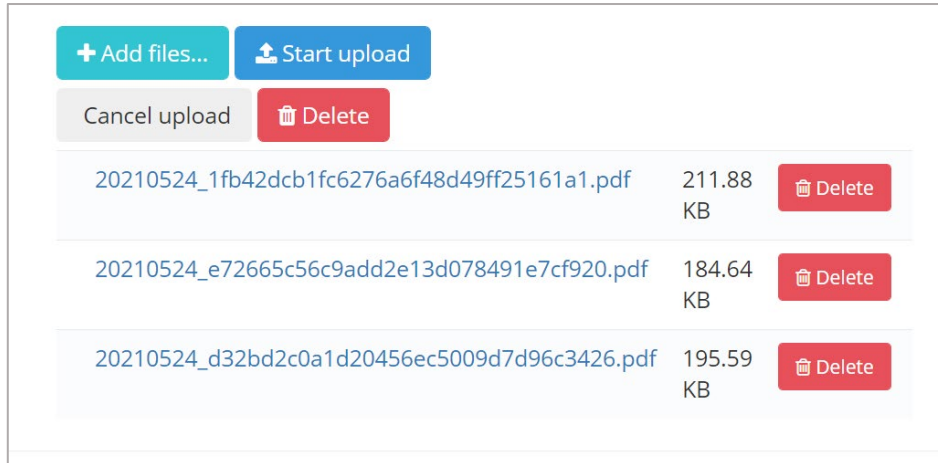 Add files...
Start upload
Cancel upload
Delete
20210524_1fb42dcb1fc6276a6f48d49ff25161a1.pdf
211.88
KB
Delete
20210524_e72665c56c9add2e13d078491e7cf920.pdf
184.64
KB
Delete
20210524_d32bd2c0a1d20456ec5009d7d96c3426.pdf
195.59
KB
Delete